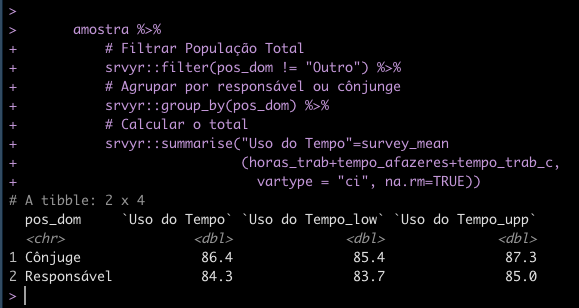 >
> amostra %>%
+ # Filtrar População Total
+ srvyr::filter(pos_dom != "Outro") %>%
+ # Agrupar por responsável ou cônjunge
+ srvyr::group_by(pos_dom) %>%
+ # Calcular o total
+ srvyr::summarise("Uso do Tempo"=survey_mean
+ (horas_trab+tempo_afazeres+tempo_trab_c,
+ vartype = "ci", na.rm=TRUE))
# A tibble: 2 x 4
pos_dom `Uso do Tempo` `Uso do Tempo_low` `Uso do Tempo_upp`
<chr> <dbl> <dbl> <dbl>
1 Cônjuge 86.4 85.4 87.3
2 Responsável 84.3 83.7 85.0
>